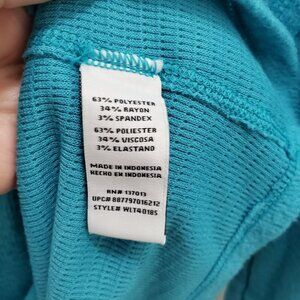 63% POLYESTER
34% RAYON
3% SPANDEX
63% POLIESTER
34% VISCOSA
3% ELASTANO
MADE IN INDONESIA
HECHO EN INDONESIA
RN# 137013
UPC# 887797016212
STYLE# WLT40185